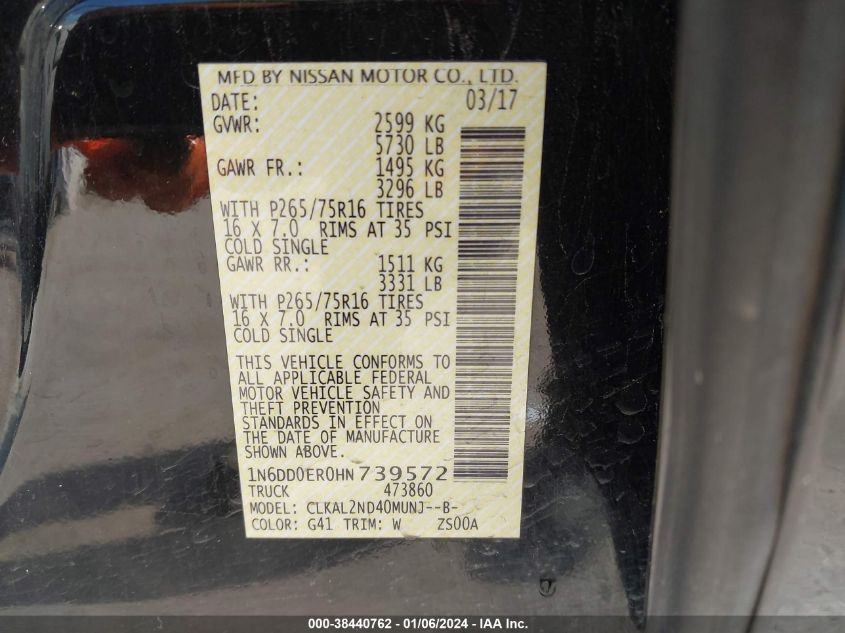 MFD BY NISSAN MOTOR CO., LTD.
DATE: 03/17
GVWR: 2599 KG
5730 LB
GAWR FR.: 1495 KG
3296 LB
WITH P265/75R16 TIRES
16 X 7.0 RIMS AT 35 PSI
COLD SINGLE
GAWR RR.: 1511 KG
3331 LB
WITH P265/75R16 TIRES
16 X 7.0 RIMS AT 35 PSI
COLD SINGLE
THIS VEHICLE CONFORMS TO
ALL APPLICABLE FEDERAL
MOTOR VEHICLE SAFETY AND
THEFT PREVENTION
STANDARDS IN EFFECT ON
THE DATE OF MANUFACTURE
SHOWN ABOVE.
1N6DD0ER0HN739572
TRUCK 473860
MODEL: CLKAL2ND40MUNJ--B-
COLOR: G41 TRIM: W ZS00A
000-38440762 - 01/06/2024 - IAA Inc.